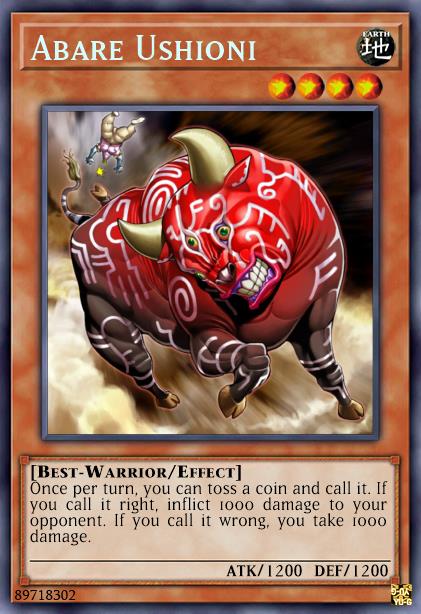 Abare Ushioni
EARTH
地
[Best-Warrior/Effect]
Once per turn, you can toss a coin and call it. If
you call it right, inflict 1000 damage to your
opponent. If you call it wrong, you take 1000
damage.
ATK/1200 DEF/1200
89718302